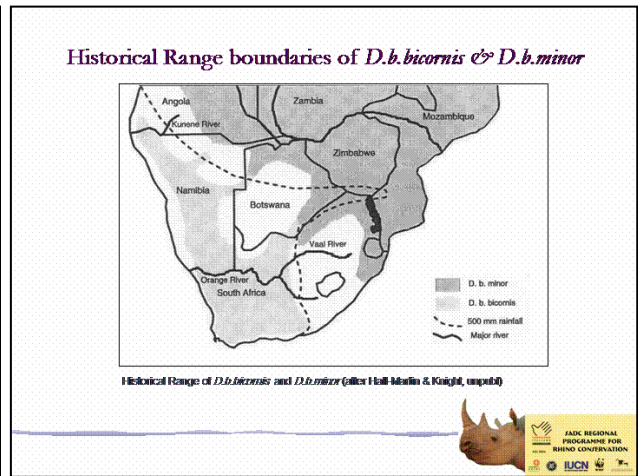 Historical Range boundaries of D.b.bicornis & D.b.minor
Angola
Zambia
Kunene River
Mozambique
Zimbabwe
Namibia
Botswana
Vaal River
Orange River
South Africa
D. b. minor
D. b. bicornis
500 mm rainfall
Major river
Historical Range of D.b.bicornis and D.b.minor (after Hall-Martin & Knight, unpubl)
SADC REGIONAL
PROGRAMME FOR
RHINO CONSERVATION
IUCN
WWF